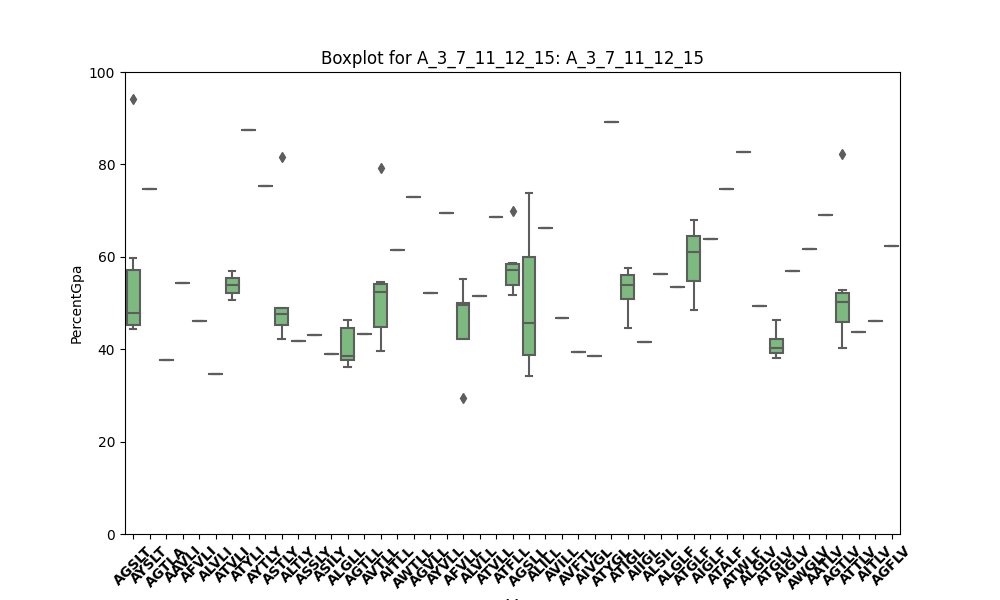 Boxplot for A_3_7_11_12_15: A_3_7_11_12_15
PercentGpa
100
80
60
40
20
0
AGSLT
AYSLT
AGTLA
AAVLI
AFVLI
ALVLI
ATVLI
ATYLI
AYTLY
ASTLY
ALTLY
ASSLY
ASILY
ALGLL
AGTLL
AVTLL
AITLL
AWTLL
AGVLL
AYVLL
AFVLL
ALVLL
ATVLL
ATFLL
AGSLL
ALILL
AVILL
AVFTL
AIVGL
ATYGL
ATIGL
AIIGL
ALSIL
ALGLF
ATGLF
AIGLF
ATALF
ATWLF
ALGLV
ATGLV
AIGLV
AWGLV
AATLV
AGTLV
ATTLV
AITLV
AGFLV